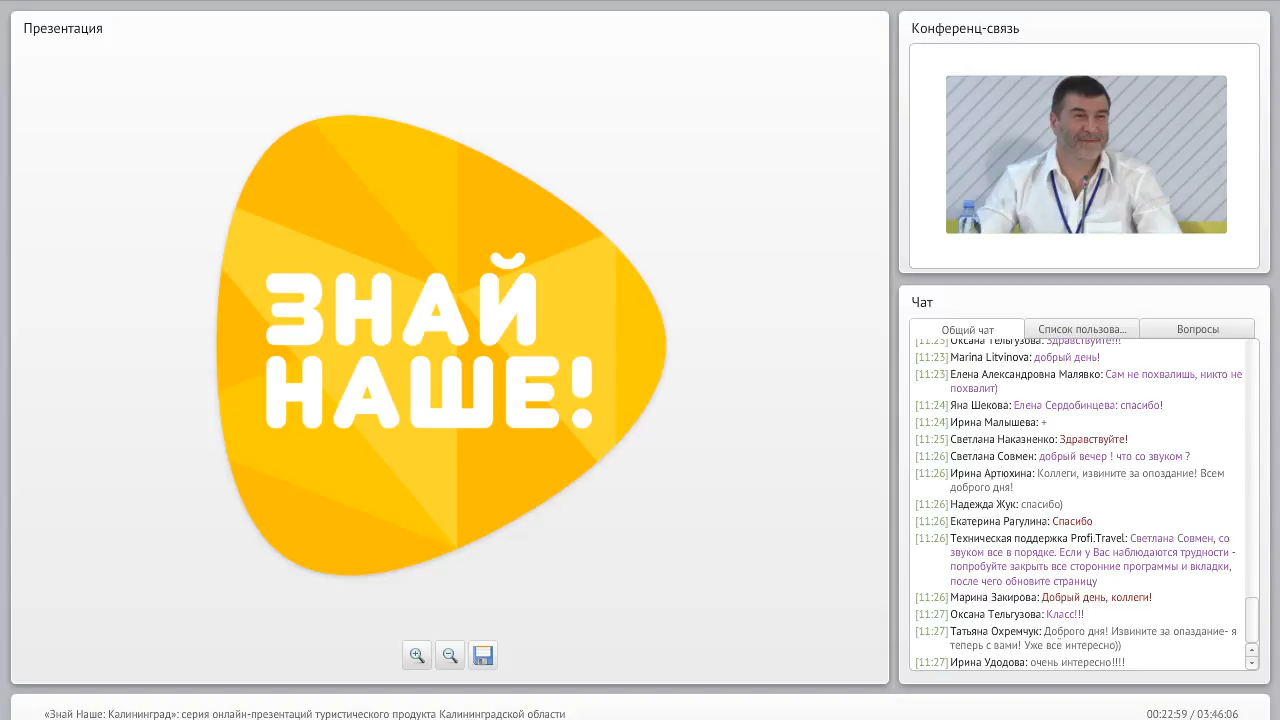 Презентация
ЗНАЙ
НАШЕ!
Конференц-связь
Чат
Общий чат
Список пользова...
Вопросы
[11:23] Оксана Тельгузова: Здравствуйте!!!
[11:23] Marina Litvinova: добрый день!
[11:23] Елена Александровна Малявко: Сам не похвалишь, никто не
похвалит)
[11:24] Яна Шекова: Елена Сердобинцева: спасибо!
[11:24] Ирина Малышева: +
[11:25] Светлана Наказненко: Здравствуйте!
[11:26] Светлана Совмен: добрый вечер ! что со звуком ?
[11:26] Ирина Артюхина: Коллеги, извините за опоздание! Всем
доброго дня!
[11:26] Надежда Жук: спасибо)
[11:26] Екатерина Рагулина: Спасибо
[11:26] Техническая поддержка Profi.Travel: Светлана Совмен, со
звуком все в порядке. Если у Вас наблюдаются трудности -
попробуйте закрыть все сторонние программы и вкладки,
после чего обновите страницу
[11:26] Марина Закирова: Добрый день, коллеги!
[11:27] Оксана Тельгузова: Класс!!!
[11:27] Татьяна Охремчук: Доброго дня! Извините за опаздание- я
теперь с вами! Уже всё интересно))
[11:27] Ирина Удодова: очень интересно!!!!
«Знай Наше: Калининград»: серия онлайн-презентаций туристического продукта Калининградской области
00:22:59 / 03:46:06